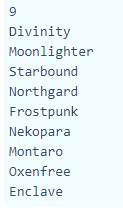 9
Divinity
Moonlighter
Starbound
Northgard
Frostpunk
Nekopara
Montaro
Oxenfree
Enclave